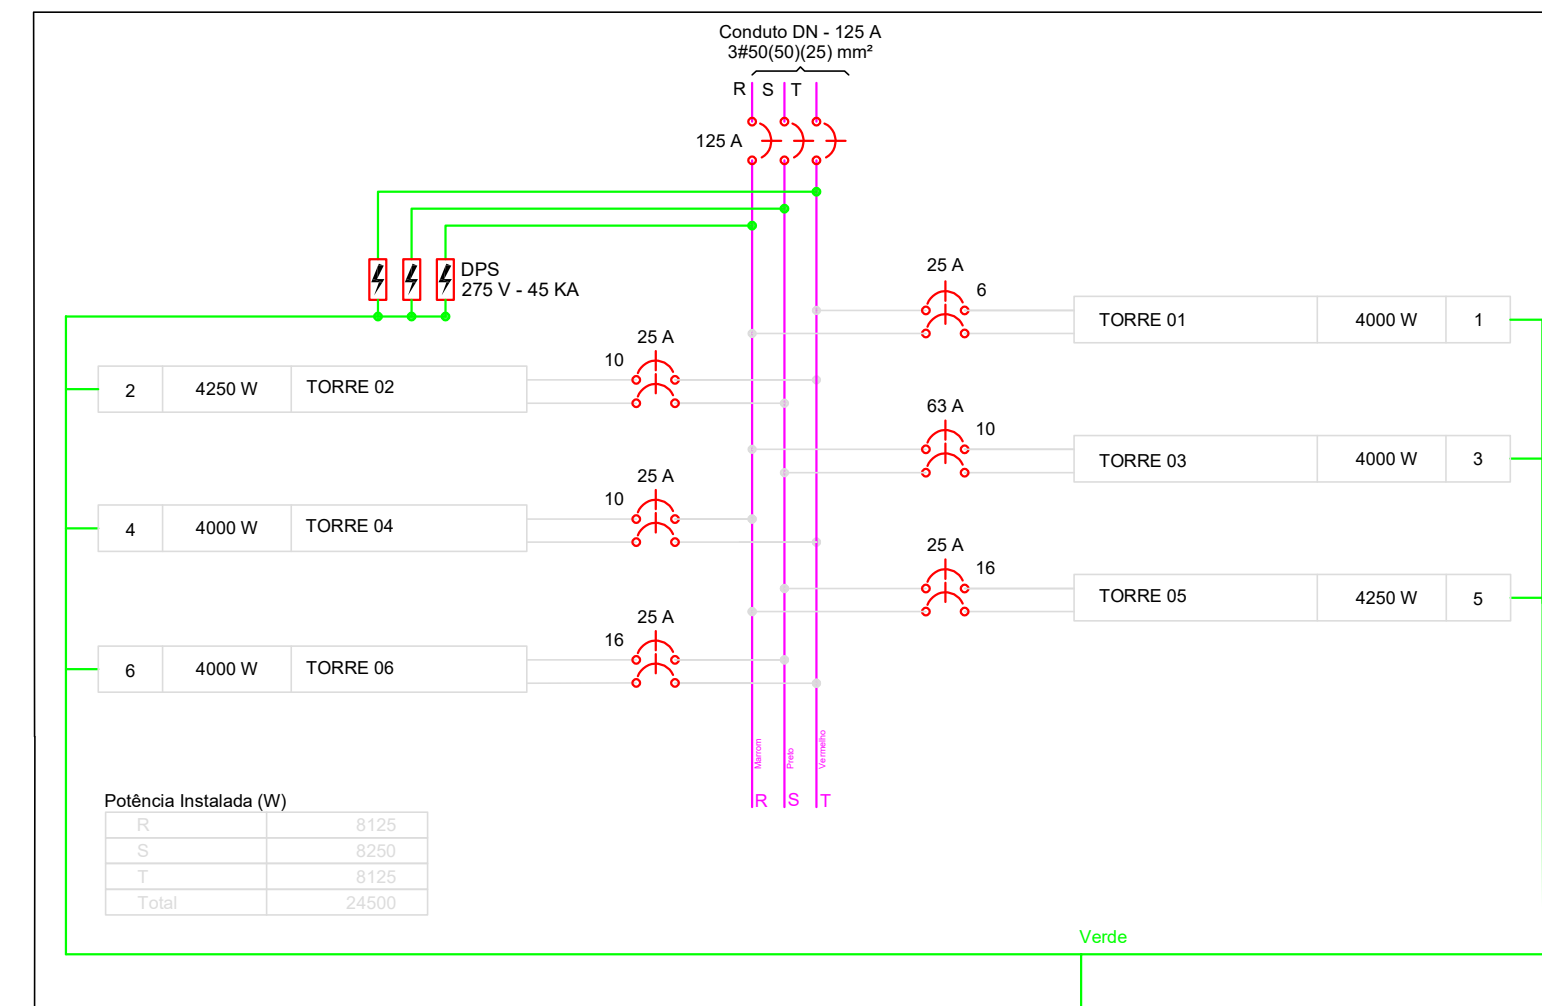 Conduto DN - 125 A
3#50(50)(25) mm²
R S T
125 A
DPS
275 V - 45 KA
25 A
6
TORRE 01 4000 W 1
25 A
10
2 4250 W TORRE 02
63 A
10
TORRE 03 4000 W 3
25 A
10
4 4000 W TORRE 04
25 A
16
TORRE 05 4250 W 5
25 A
16
6 4000 W TORRE 06
Marrom
Preto
Vermelho
R S T
Potência Instalada (W)
R 8125
S 8250
T 8125
Total 24500
Verde